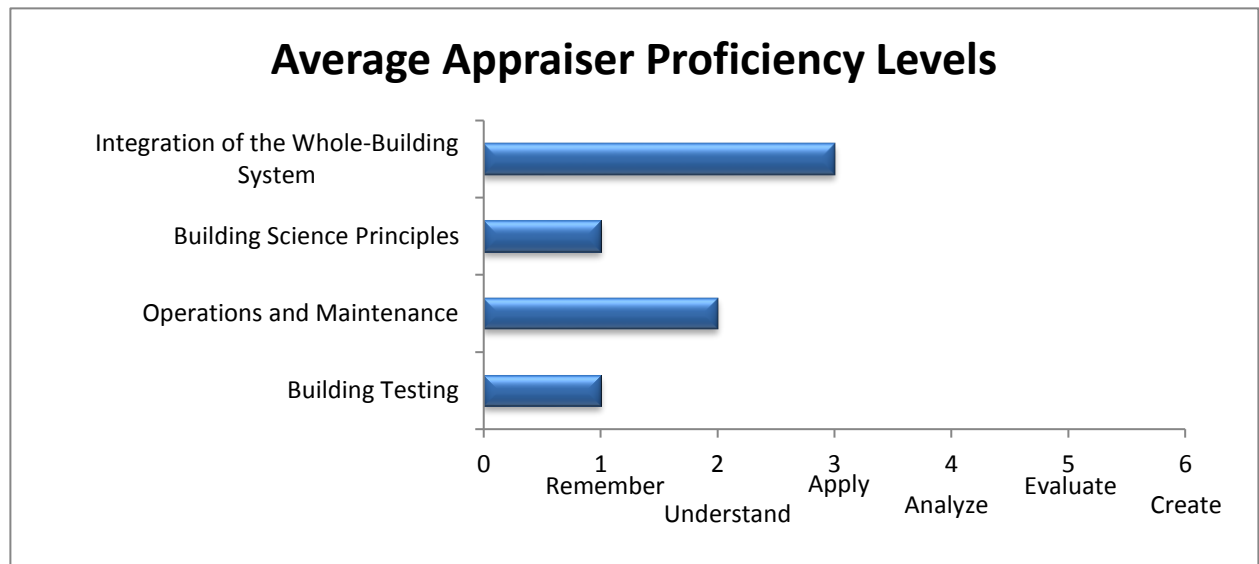 Average Appraiser Proficiency Levels
Integration of the Whole-Building
System
Building Science Principles
Operations and Maintenance
Building Testing
0 1 2 3 4 5 6
Remember Understand Apply Analyze Evaluate Create